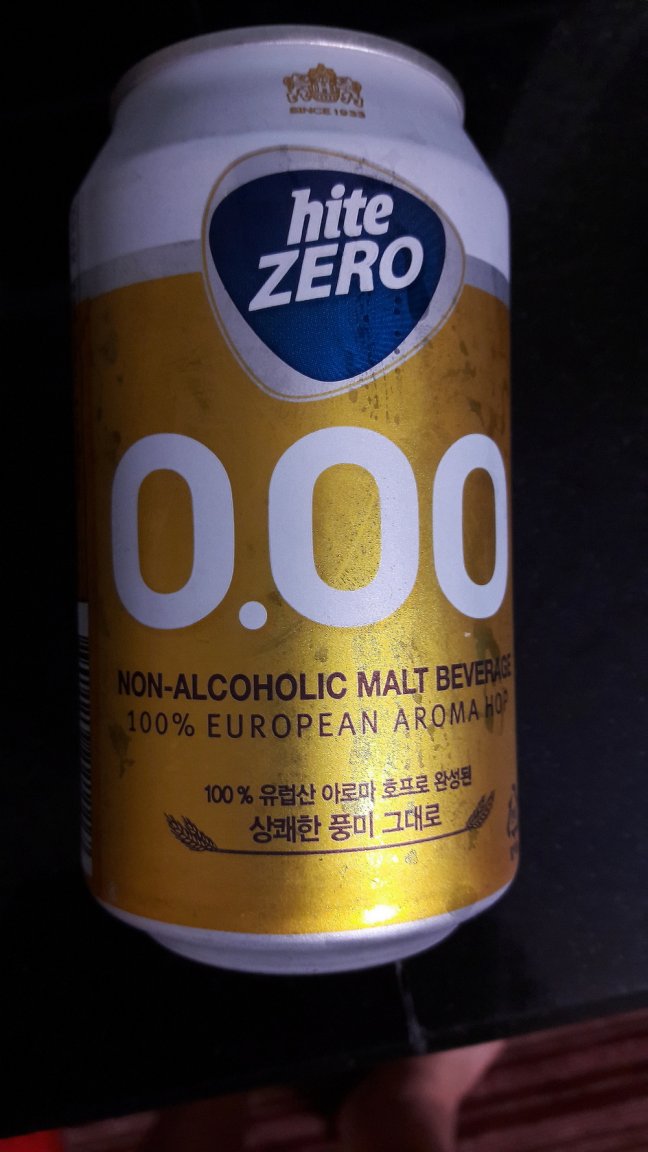 SINCE 1933
hite
ZERO
0.00
NON-ALCOHOLIC MALT BEVERAGE
100% EUROPEAN AROMA HOP
100 % 유럽산 아로마 호프로 완성된
상쾌한 풍미 그대로